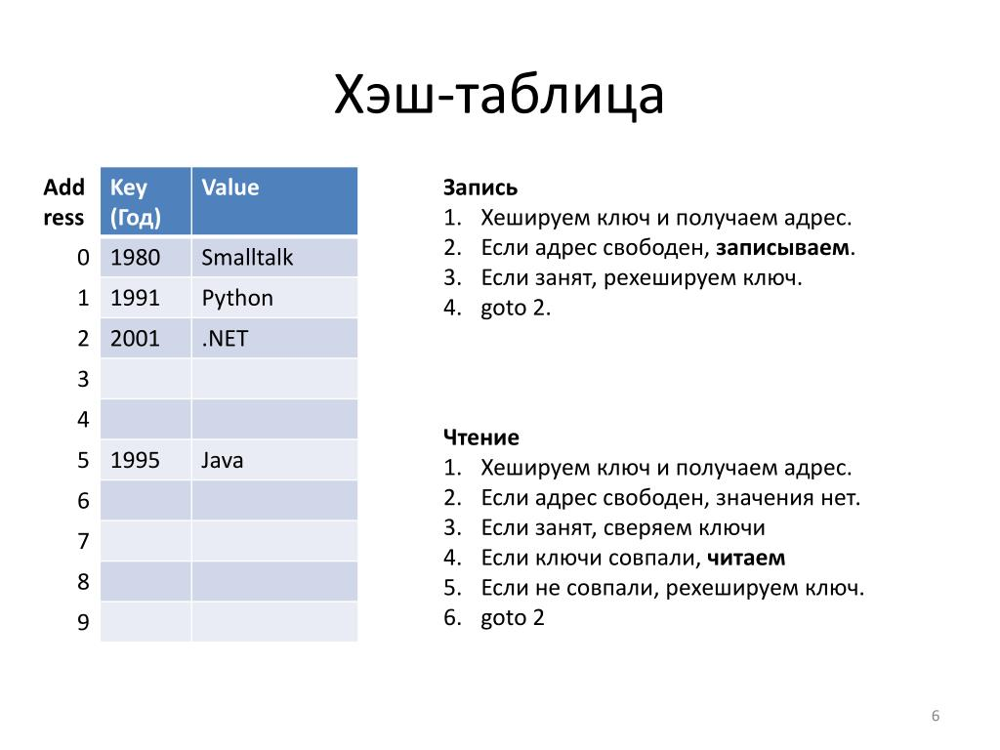 Хэш-таблица
Add
ress
Key
(Год)
Value
0 1980 Smalltalk
1 1991 Python
2 2001 .NET
3
4
5 1995 Java
6
7
8
9
Запись
1. Хешируем ключ и получаем адрес.
2. Если адрес свободен, записываем.
3. Если занят, рехешируем ключ.
4. goto 2.
Чтение
1. Хешируем ключ и получаем адрес.
2. Если адрес свободен, значения нет.
3. Если занят, сверяем ключи
4. Если ключи совпали, читаем
5. Если не совпали, рехешируем ключ.
6. goto 2
6